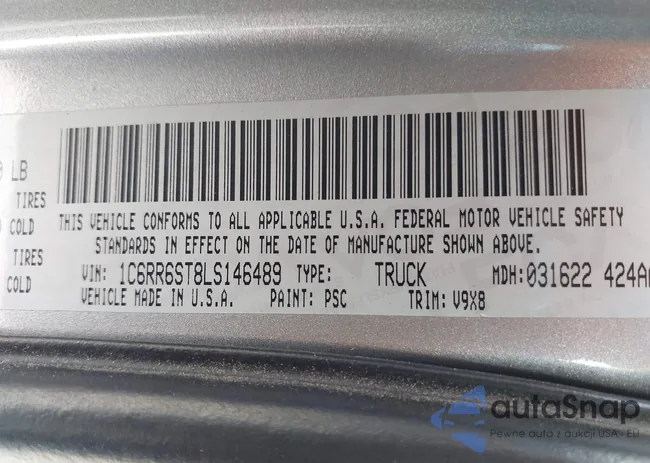 LB
TIRES
COLD
TIRES
COLD
THIS VEHICLE CONFORMS TO ALL APPLICABLE U.S.A. FEDERAL MOTOR VEHICLE SAFETY
STANDARDS IN EFFECT ON THE DATE OF MANUFACTURE SHOWN ABOVE.
VIN: 1C6RR6ST8LS146489 TYPE: TRUCK MDH: 031622 424A
VEHICLE MADE IN U.S.A. PAINT: PSC TRIM: V9X8
autoSnap
Pewne auto z aukcji USA - EU